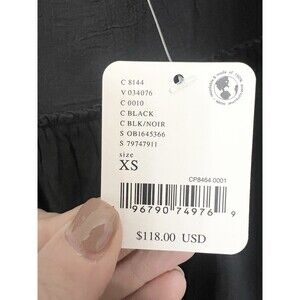 C 8144
V 034076
C 0010
C BLACK
C BLK/NOIR
S OB1645366
S 79747911
size
XS
CP8464 0001
96790 74976 9
$118.00 USD